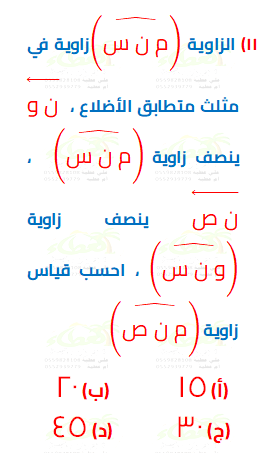 ١١) الزاوية (م ن س) زاوية في
مثلث متطابق الأضلاع ، ن و
ينصف زاوية (م ن س) ،
ن ص ينصف زاوية
(و ن س) ، احسب قياس
زاوية (م ن ص)
(أ) ١٥ (ب) ٢٠
(ج) ٣٠ (د) ٤٥